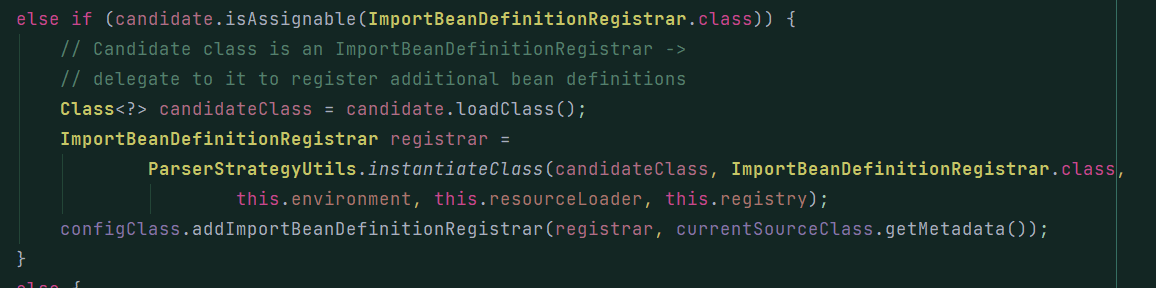 else if (candidate.isAssignable(ImportBeanDefinitionRegistrar.class)) {
// Candidate class is an ImportBeanDefinitionRegistrar ->
// delegate to it to register additional bean definitions
Class<?> candidateClass = candidate.loadClass();
ImportBeanDefinitionRegistrar registrar =
ParserStrategyUtils.instantiateClass(candidateClass, ImportBeanDefinitionRegistrar.class,
this.environment, this.resourceLoader, this.registry);
configClass.addImportBeanDefinitionRegistrar(registrar, currentSourceClass.getMetadata());
}
else {